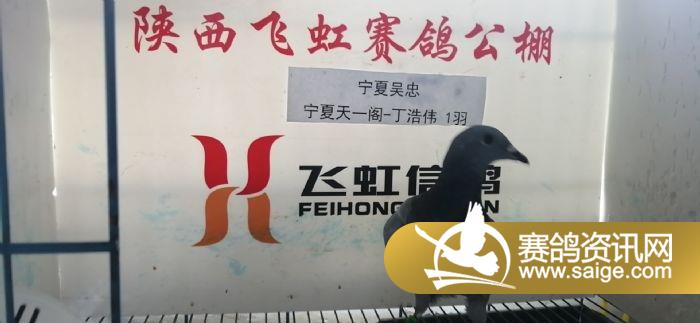 陕西飞虹赛鸽公棚
宁夏吴忠
宁夏天一阁-丁浩伟 1羽
飞虹信鸽
FEIHONG
赛鸽资讯网
www.saige.com